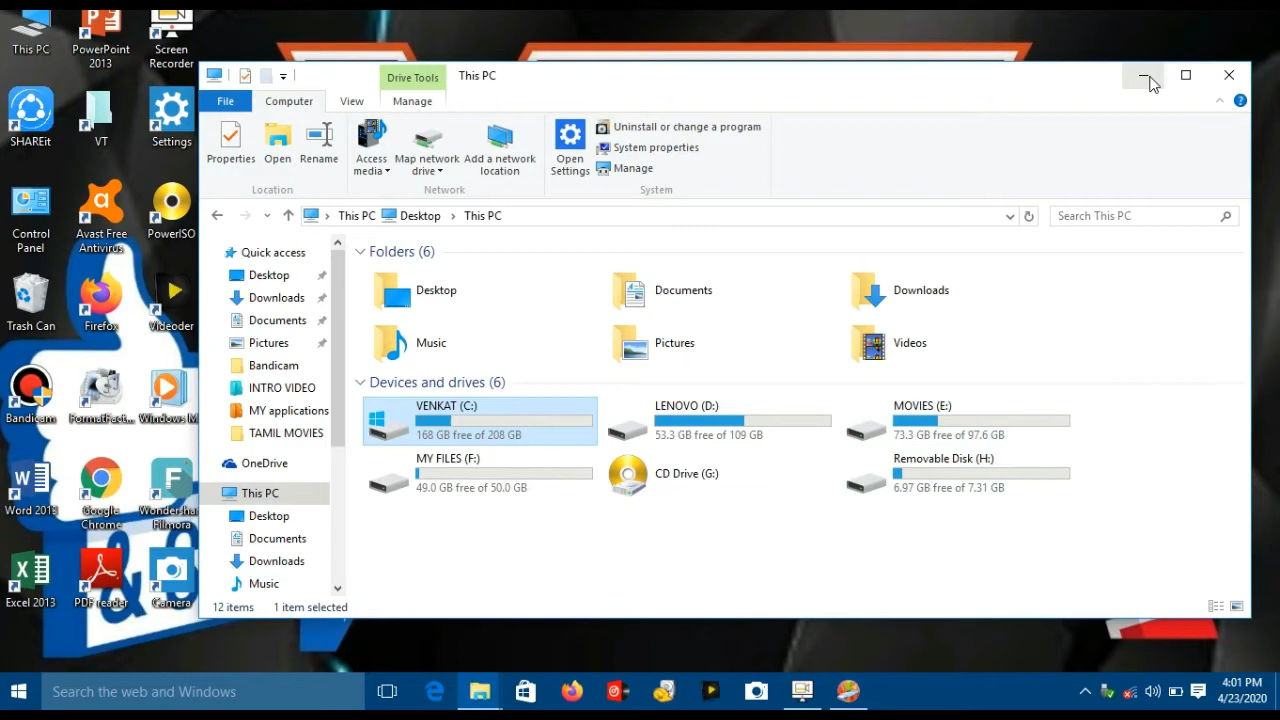 This PC
PowerPoint 2013
Screen Recorder
SHAREit
VT
Settings
Control Panel
Avast Free Antivirus
PowerISO
Trash Can
Firefox
Videoder
Bandicam
FormatFact...
Windows M
Word 2013
Google Chrome
Wondersha Filmora
Excel 2013
PDF reader
Camera
Drive Tools
This PC
File
Computer
View
Manage
Properties
Open
Rename
Access media
Map network drive
Add a network location
Open Settings
Uninstall or change a program
System properties
Manage
Location
Network
System
This PC
Desktop
This PC
Search This PC
Quick access
Desktop
Downloads
Documents
Pictures
Bandicam
INTRO VIDEO
MY applications
TAMIL MOVIES
OneDrive
This PC
Desktop
Documents
Downloads
Music
Folders (6)
Desktop
Documents
Downloads
Music
Pictures
Videos
Devices and drives (6)
VENKAT (C:)
168 GB free of 208 GB
LENOVO (D:)
53.3 GB free of 109 GB
MOVIES (E:)
73.3 GB free of 97.6 GB
MY FILES (F:)
49.0 GB free of 50.0 GB
CD Drive (G:)
Removable Disk (H:)
6.97 GB free of 7.31 GB
12 items
1 item selected
Search the web and Windows
4:01 PM
4/23/2020